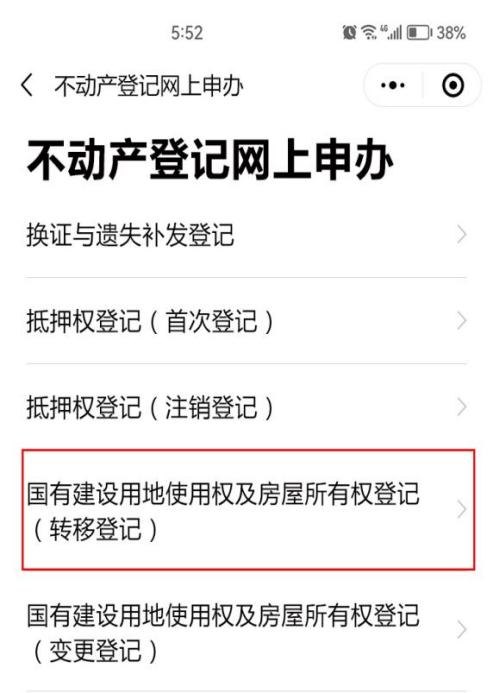 5:52 46 38%
不动产登记网上申办
不动产登记网上申办
换证与遗失补发登记
抵押权登记（首次登记）
抵押权登记（注销登记）
国有建设用地使用权及房屋所有权登记
（转移登记）
国有建设用地使用权及房屋所有权登记
（变更登记）